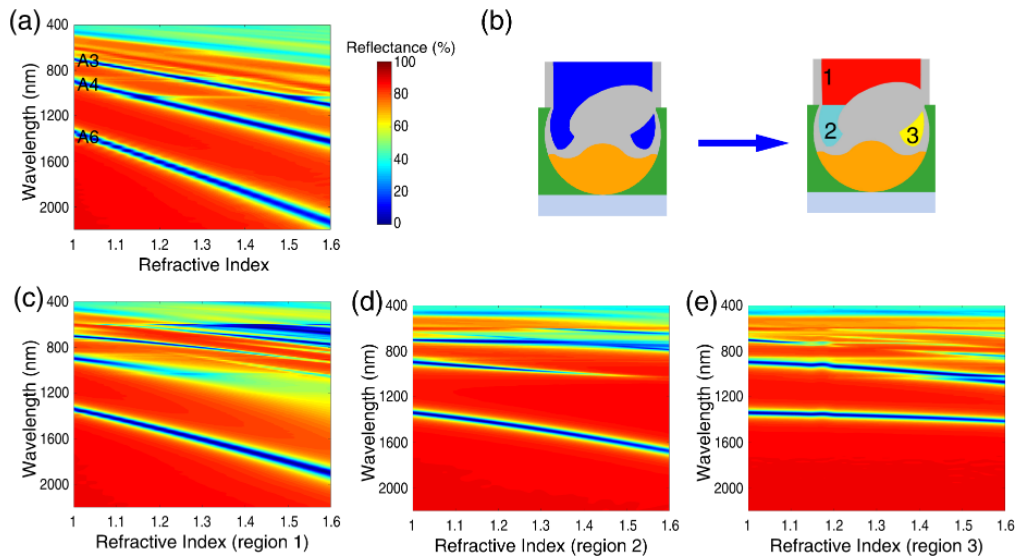 (a)
400
800
1200
1600
2000
Wavelength (nm)
A3
A4
A6
1 1.1 1.2 1.3 1.4 1.5 1.6
Refractive Index
Reflectance (%)
100
80
60
40
20
0
(b)
1
2
3
(c)
400
800
1200
1600
2000
Wavelength (nm)
1 1.1 1.2 1.3 1.4 1.5 1.6
Refractive Index (region 1)
(d)
400
800
1200
1600
2000
Wavelength (nm)
1 1.1 1.2 1.3 1.4 1.5 1.6
Refractive Index (region 2)
(e)
400
800
1200
1600
2000
Wavelength (nm)
1 1.1 1.2 1.3 1.4 1.5 1.6
Refractive Index (region 3)